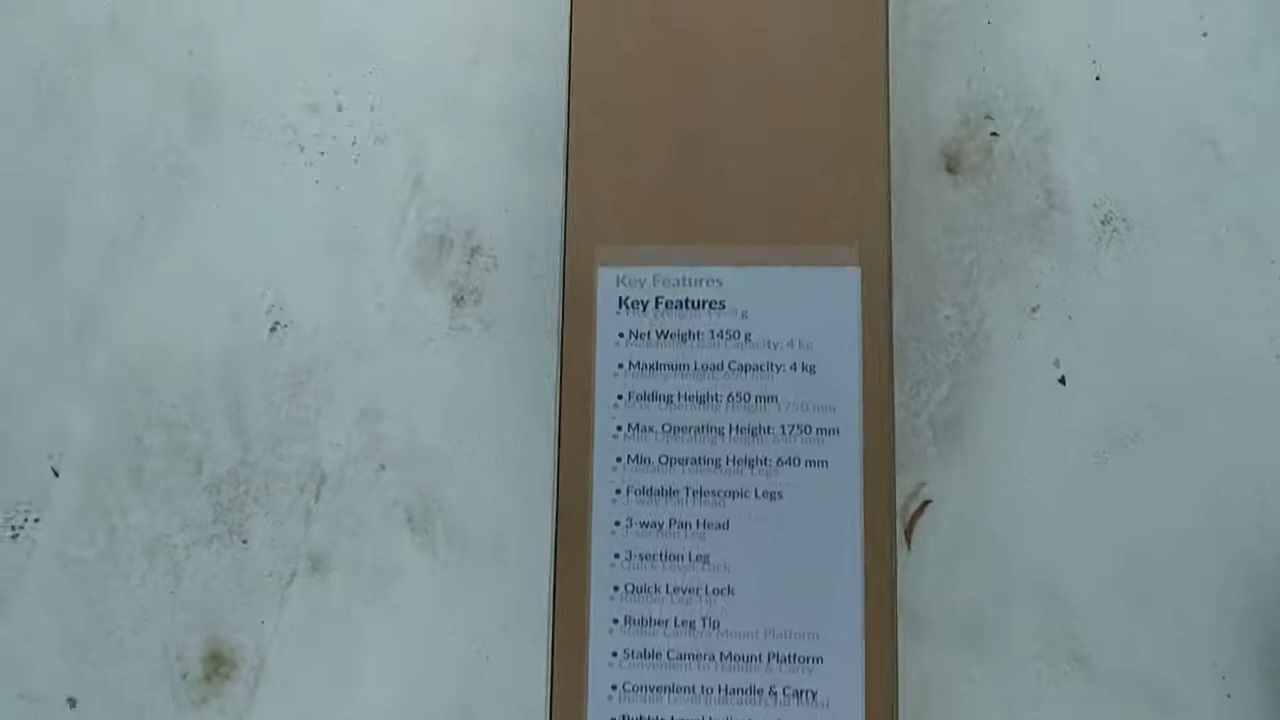 Key Features
• Net Weight: 1450 g
• Maximum Load Capacity: 4 kg
• Folding Height: 650 mm
• Max. Operating Height: 1750 mm
• Min. Operating Height: 640 mm
• Foldable Telescopic Legs
• 3-way Pan Head
• 3-section Leg
• Quick Lever Lock
• Rubber Leg Tip
• Stable Camera Mount Platform
• Convenient to Handle & Carry
• Bubble Level